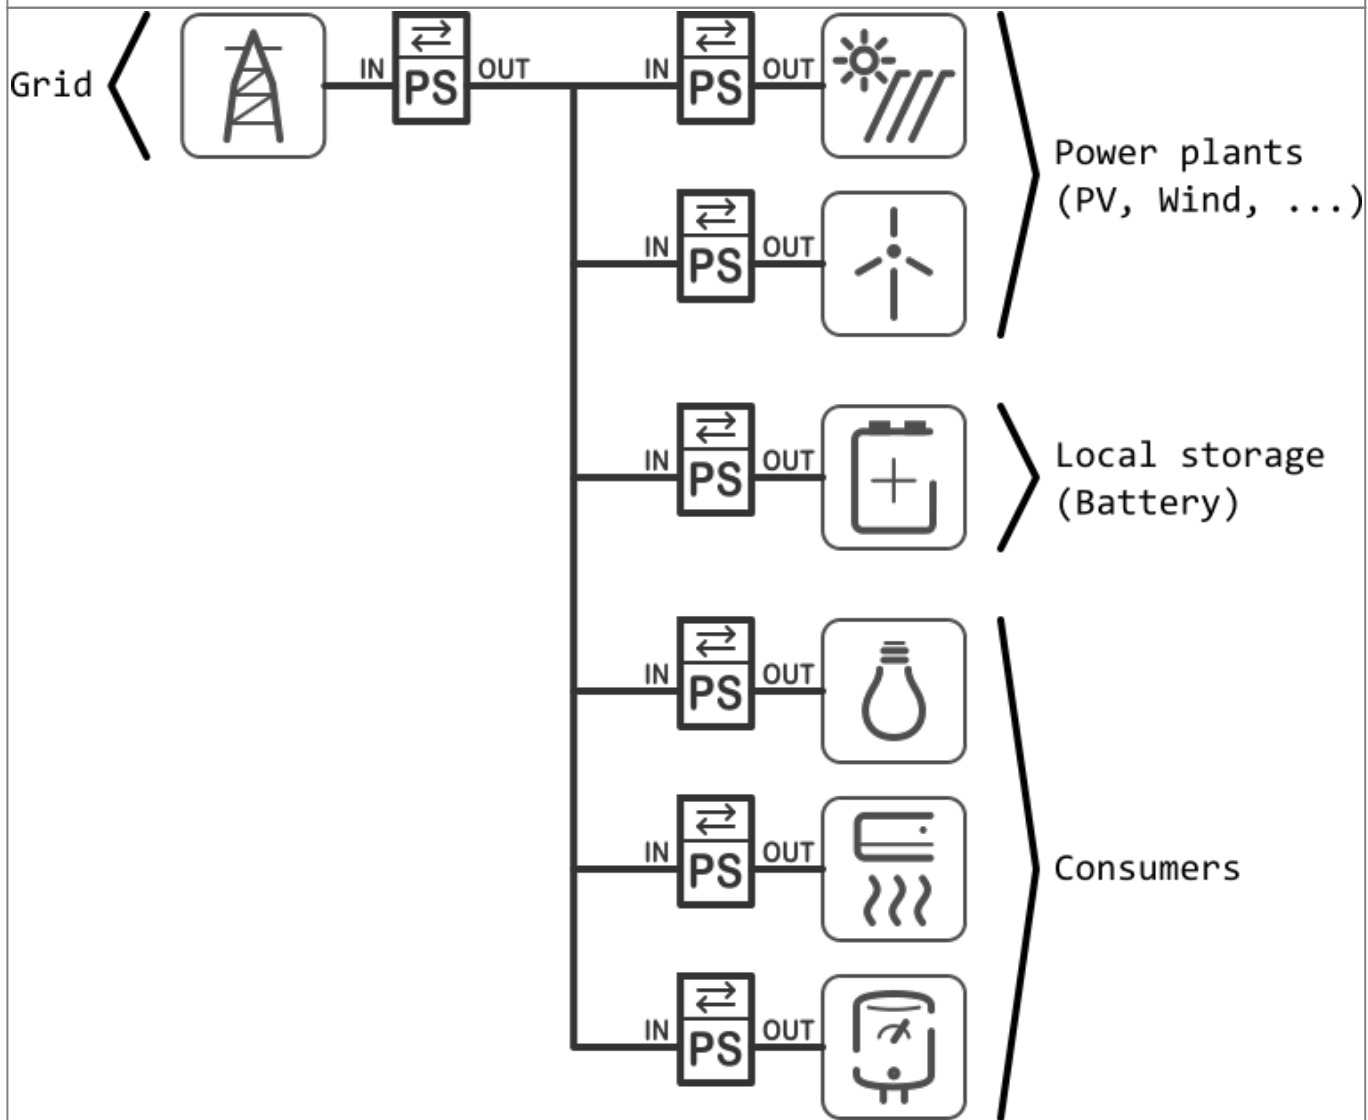 Grid
IN PS OUT
IN PS OUT
Power plants
(PV, Wind, ...)
IN PS OUT
IN PS OUT
Local storage
(Battery)
IN PS OUT
IN PS OUT
Consumers
IN PS OUT